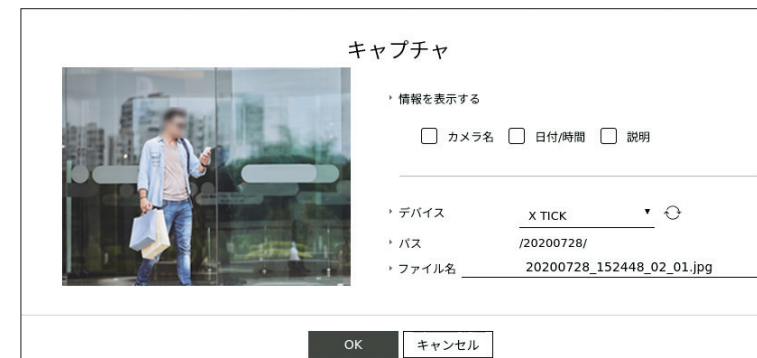 キャプチャ
情報を表示する
カメラ名 日付/時間 説明
デバイス X TICK
パス /20200728/
ファイル名 20200728_152448_02_01.jpg
OK キャンセル